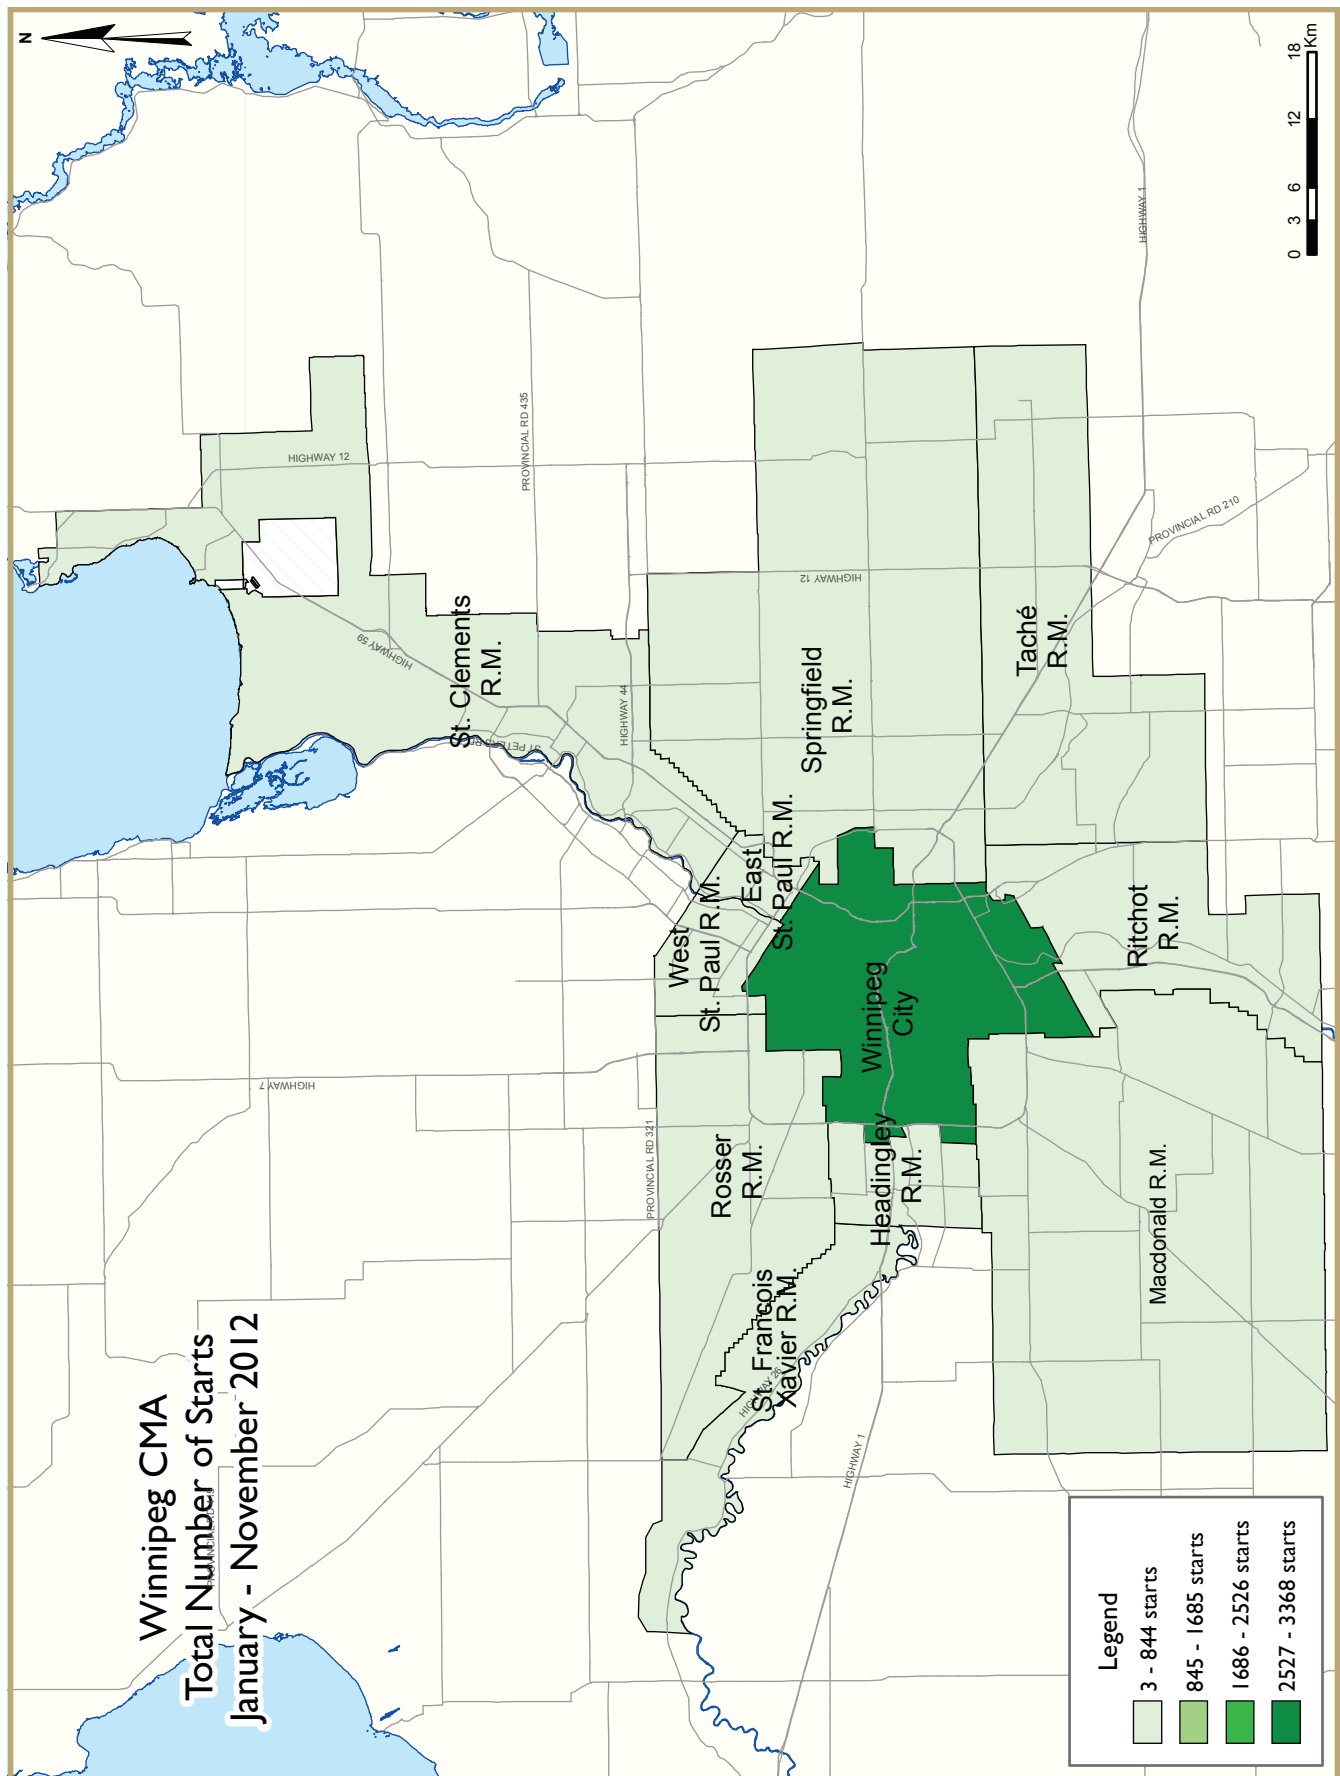 Winnipeg CMA
Total Number of Starts
January - November 2012
N
HIGHWAY 12
PROVINCIAL RD 435
HIGHWAY 1
HIGHWAY 59
St. Clements
R.M.
ST PETERS RD
HIGHWAY 44
HIGHWAY 12
PROVINCIAL RD 210
Springfield
R.M.
Taché
R.M.
East
St. Paul R.M.
West
St. Paul R.M.
Winnipeg
City
Ritchot
R.M.
HIGHWAY 7
PROVINCIAL RD 321
Rosser
R.M.
Headingley
R.M.
Macdonald R.M.
St. Francois
Xavier R.M.
HIGHWAY 26
HIGHWAY 1
Legend
3 - 844 starts
845 - 1685 starts
1686 - 2526 starts
2527 - 3368 starts
0 3 6 12 18
Km